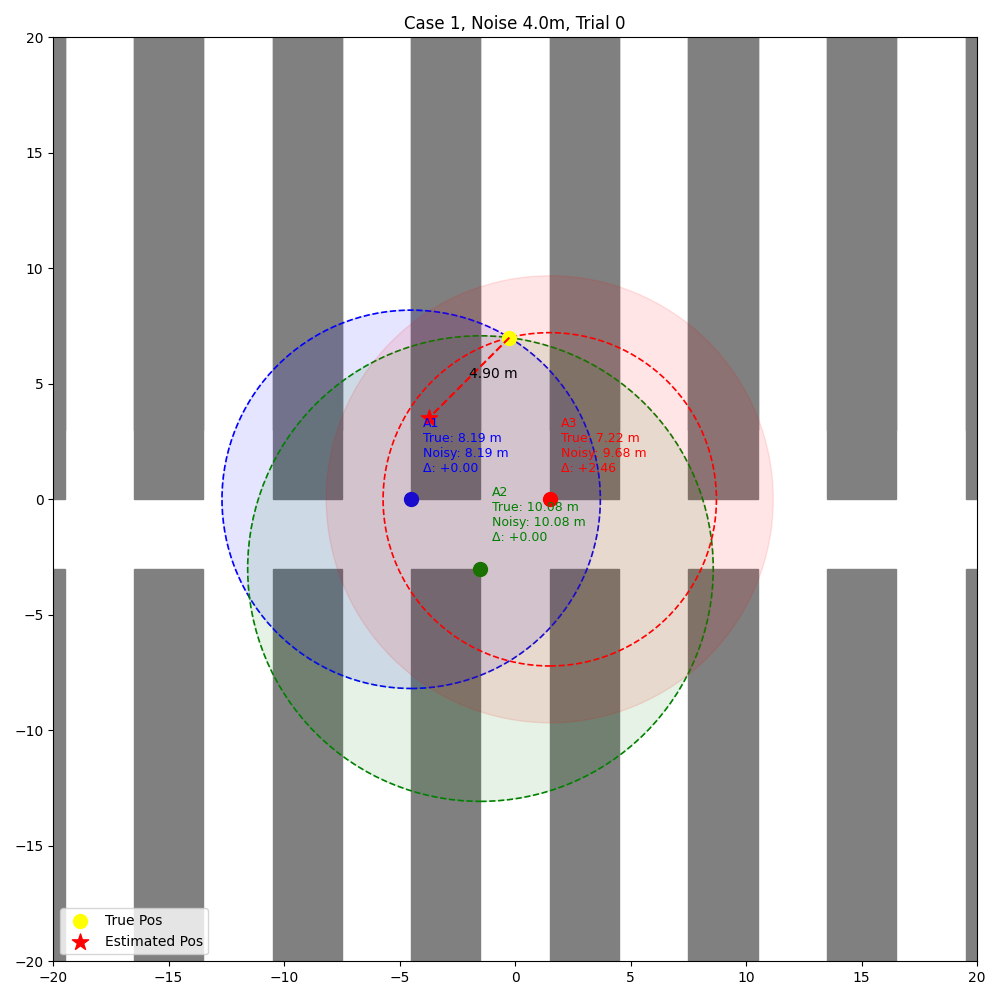 Case 1, Noise 4.0m, Trial 0
20
15
10
5
0
−5
−10
−15
−20
4.90 m
A1
True: 8.19 m
Noisy: 8.19 m
Δ: +0.00
A3
True: 7.22 m
Noisy: 9.68 m
Δ: +2.46
A2
True: 10.08 m
Noisy: 10.08 m
Δ: +0.00
True Pos
Estimated Pos
−20
−15
−10
−5
0
5
10
15
20